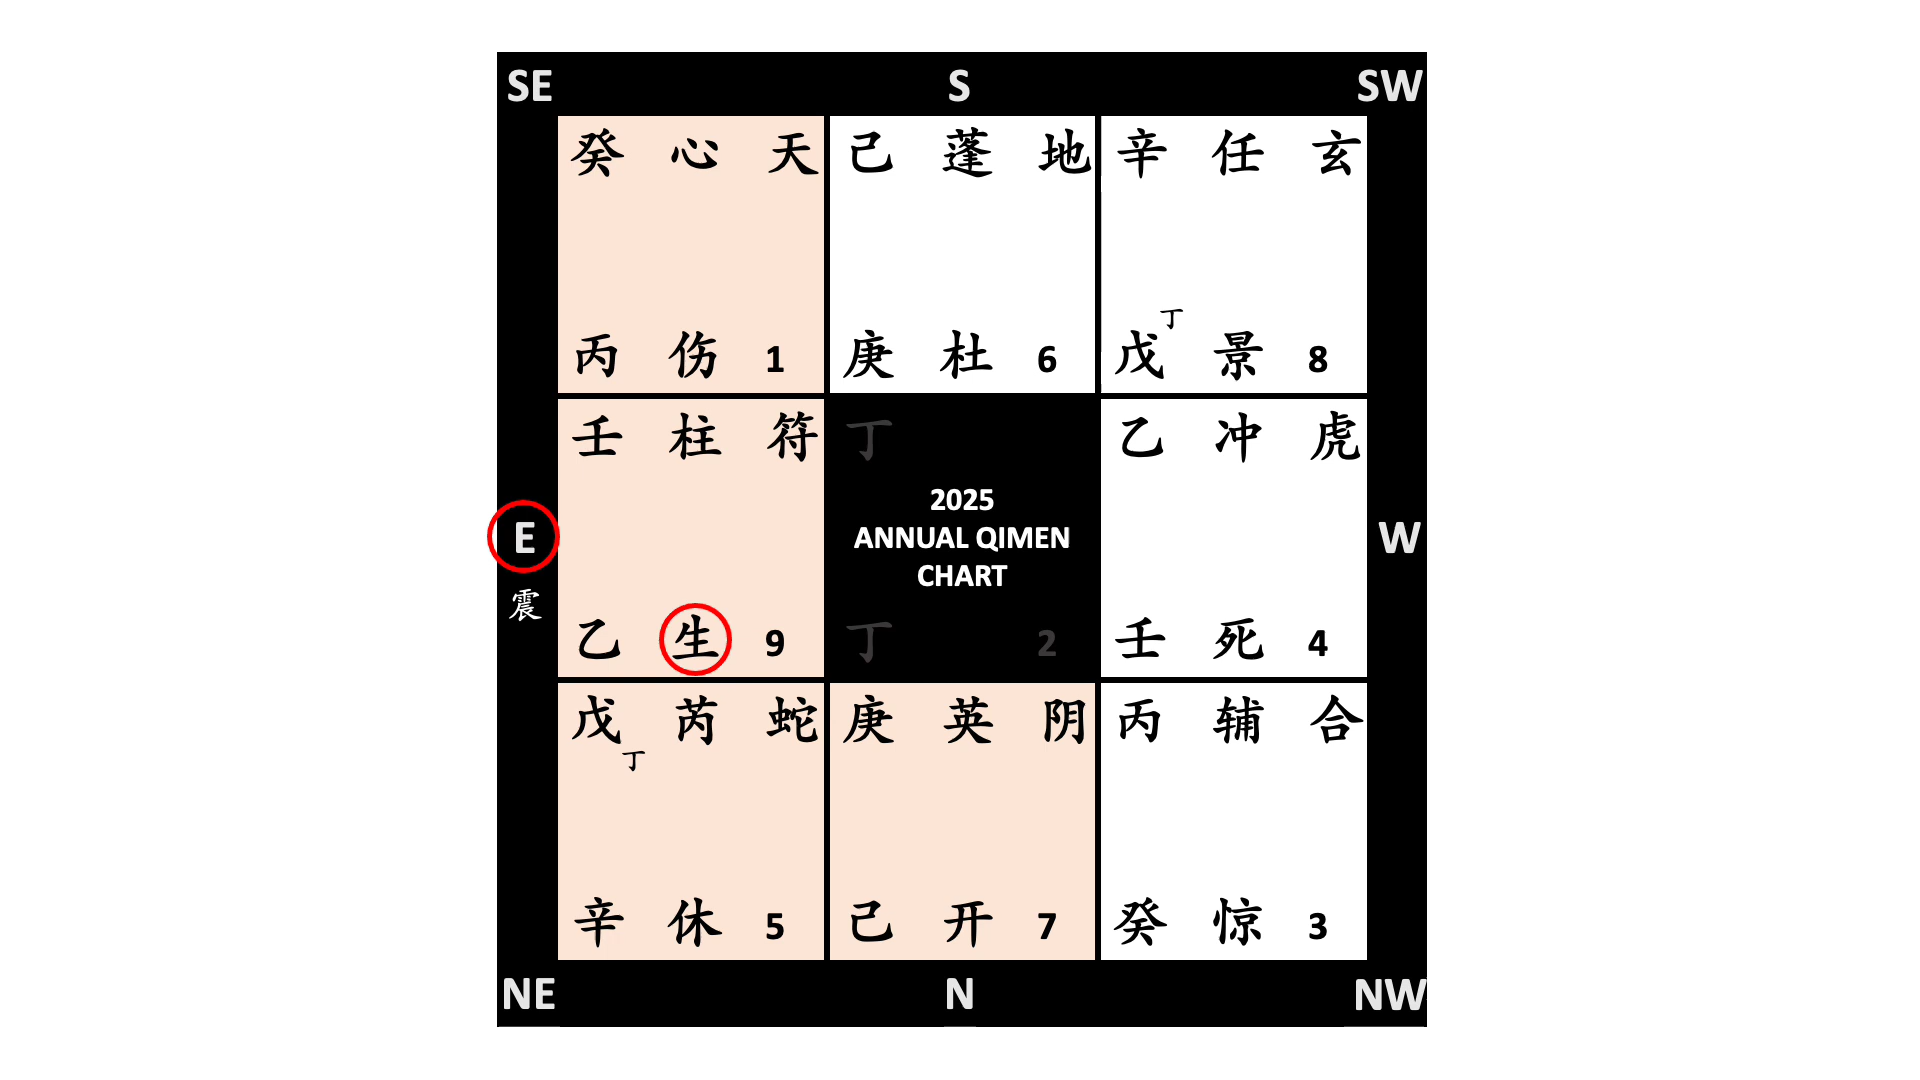 SE S SW
癸 心 天 己 蓬 地 辛 任 玄
丁
丙 伤 1 庚 杜 6 戊 景 8
壬 柱 符 丁 乙 冲 虎
2025
E ANNUAL QIMEN W
CHART
震
乙 生 9 丁 2 壬 死 4
戊 芮 蛇 庚 英 阴 丙 辅 合
丁
辛 休 5 己 开 7 癸 惊 3
NE N NW